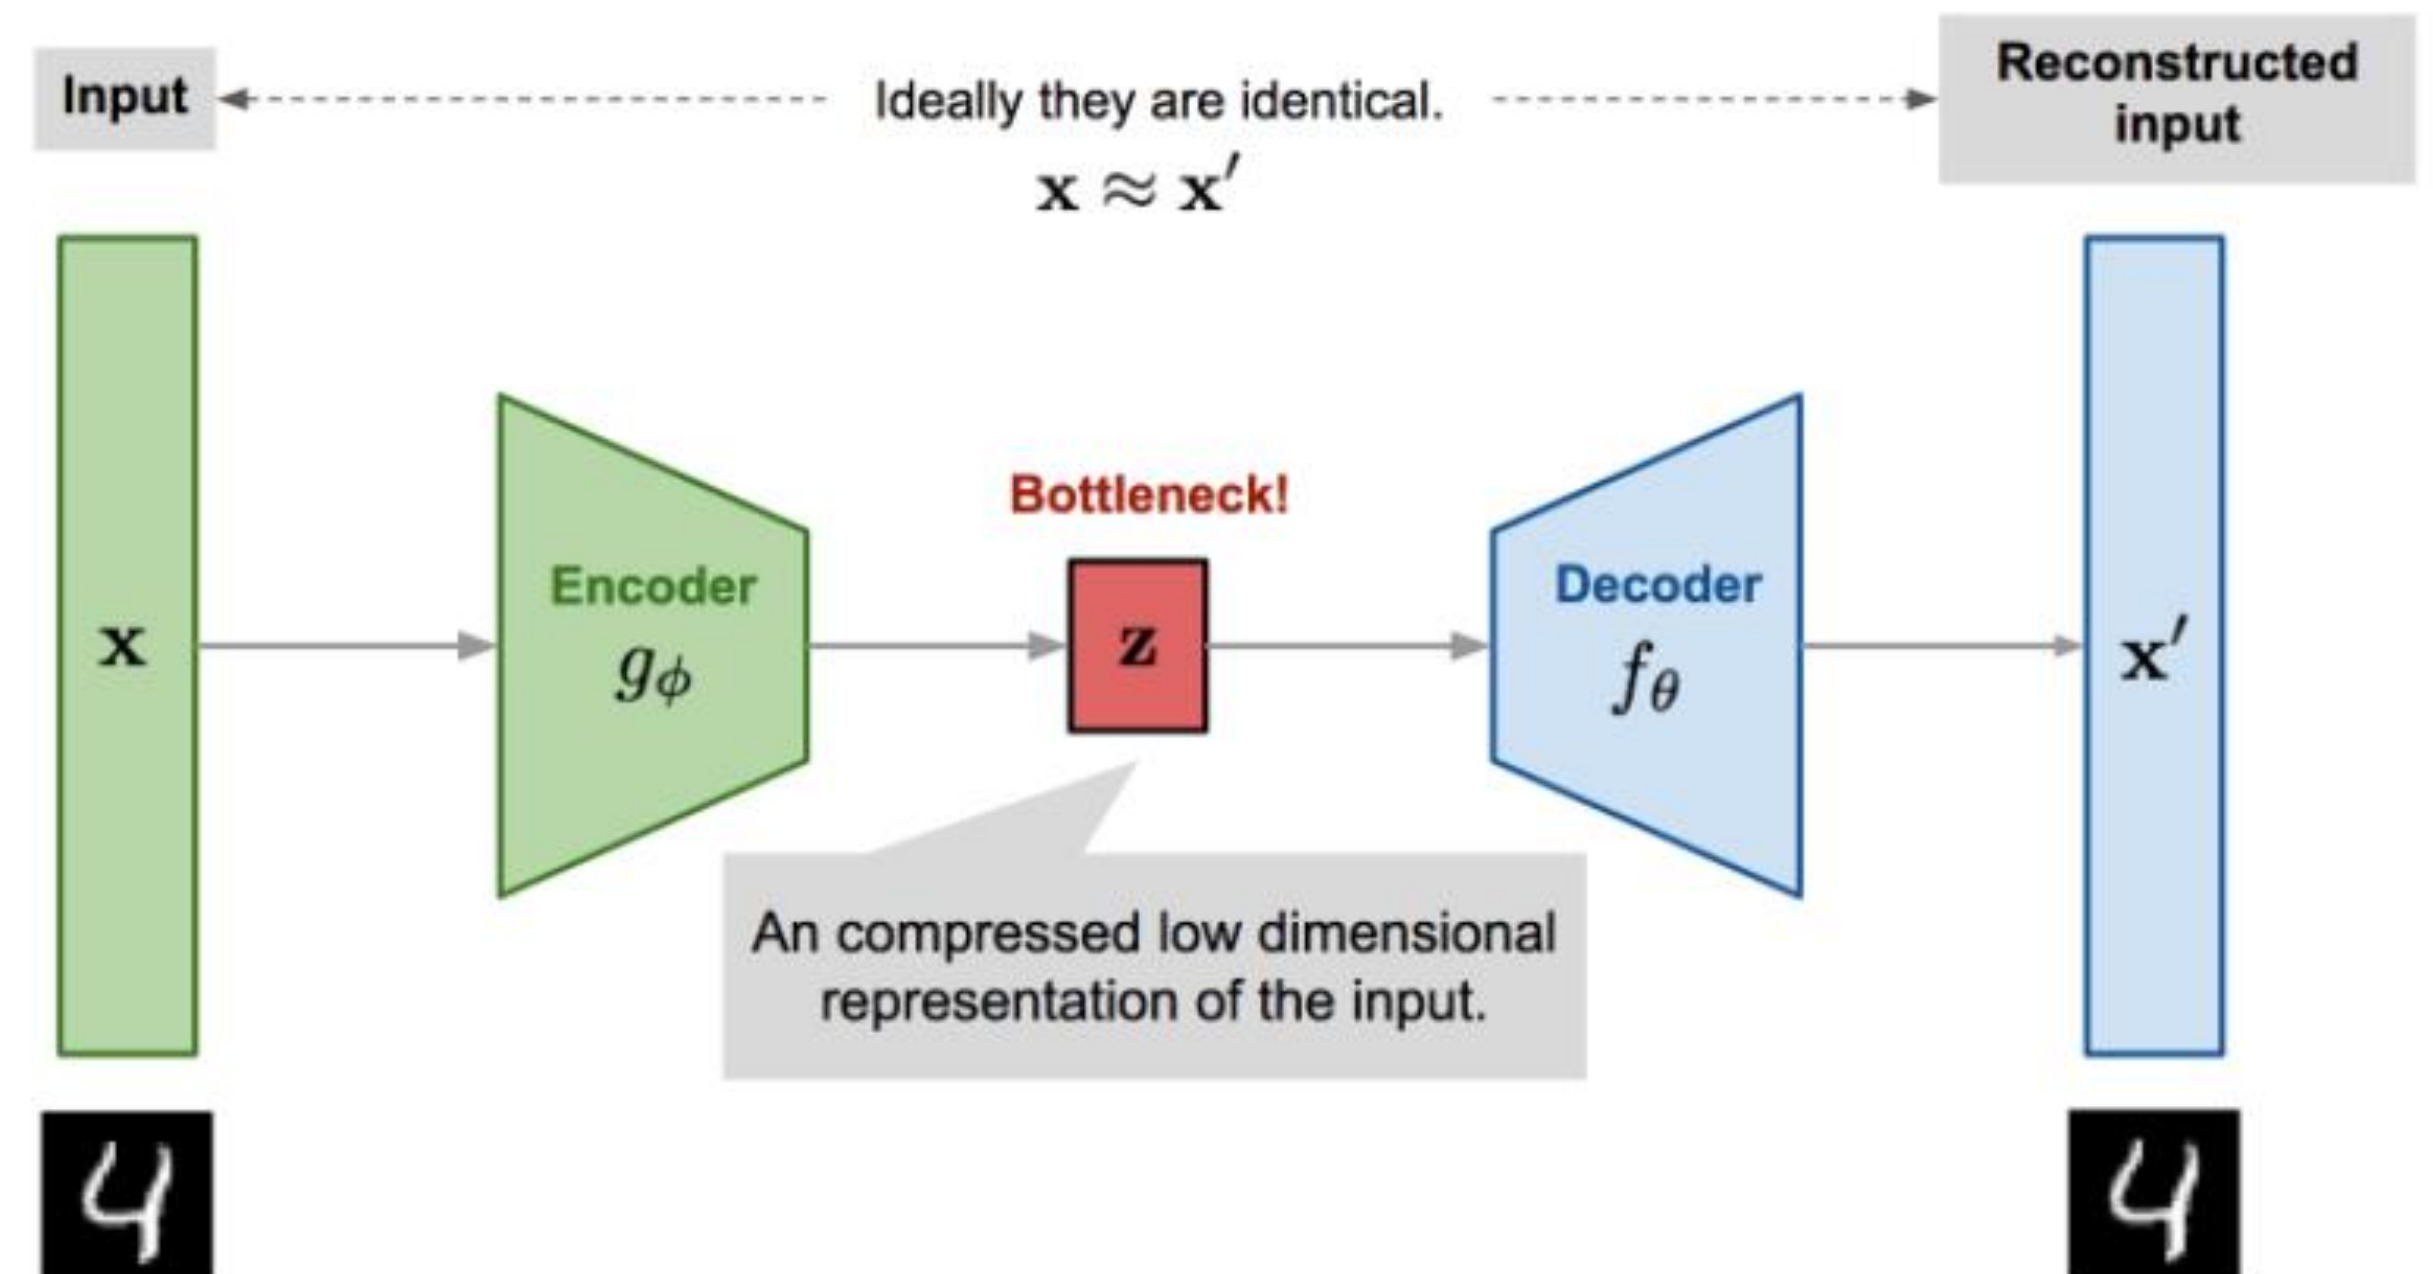 Input
Ideally they are identical.
x ≈ x′
Reconstructed
input
Bottleneck!
x
Encoder
gϕ
z
Decoder
fθ
x′
An compressed low dimensional
representation of the input.
4
4